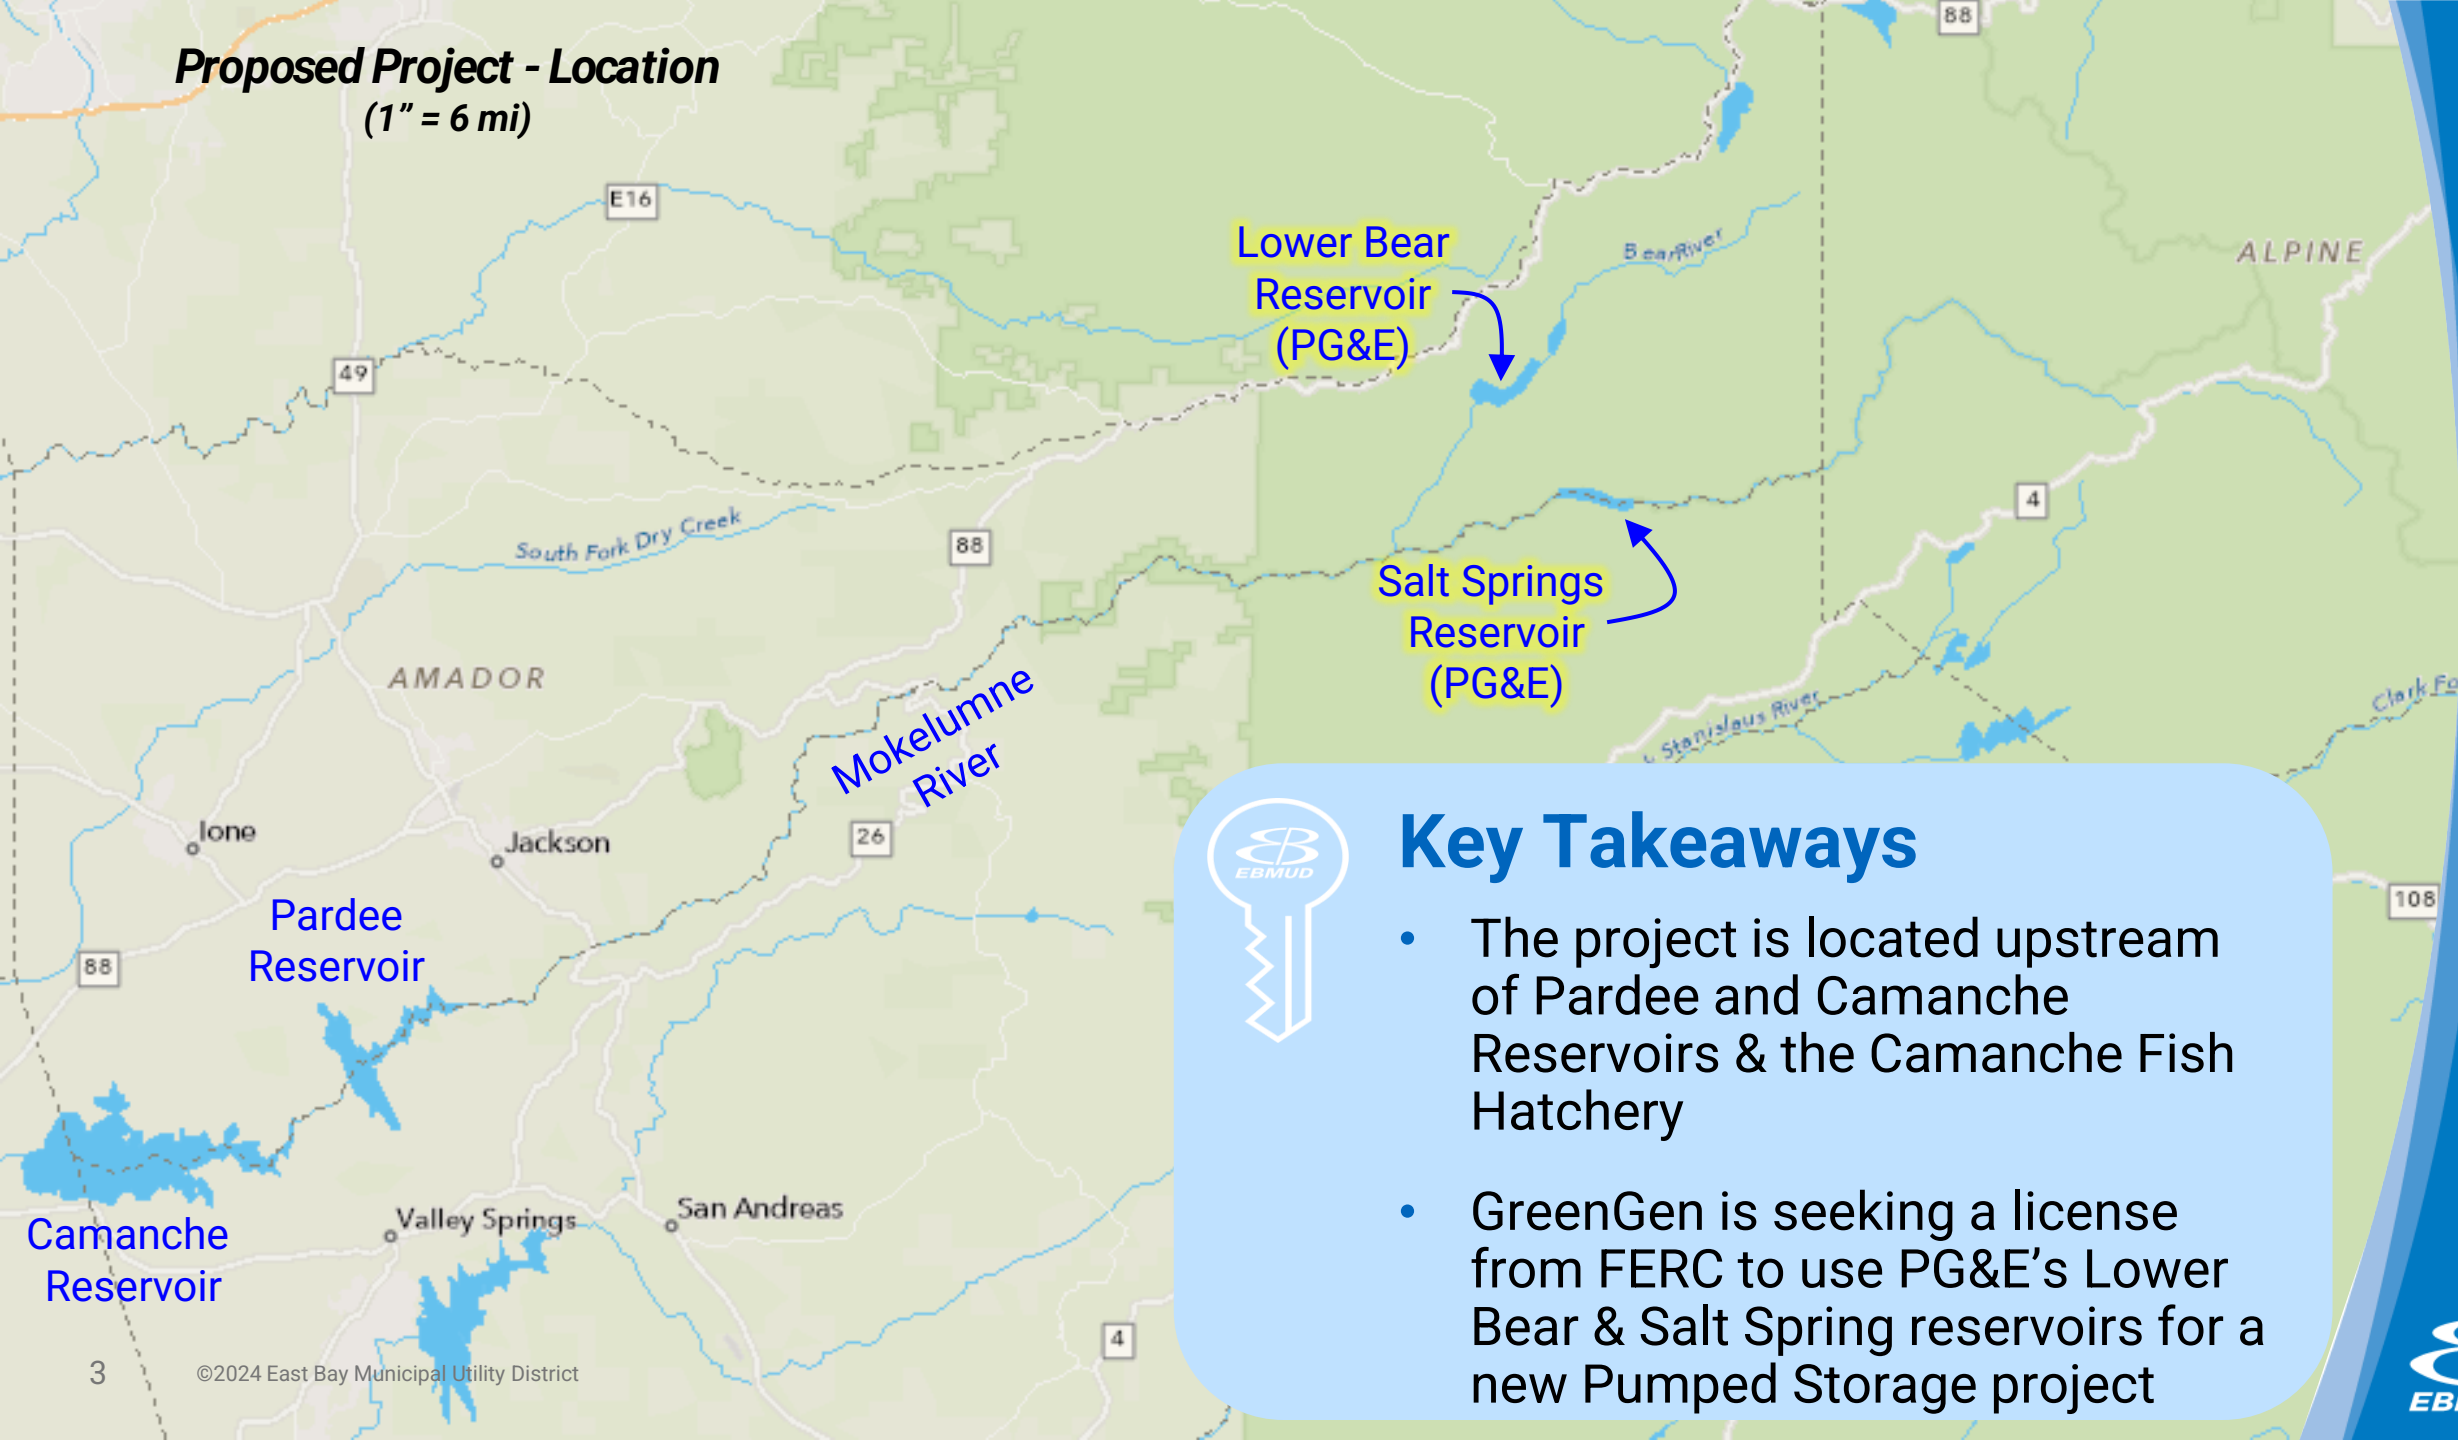 Proposed Project - Location
(1” = 6 mi)
88
E16
Lower Bear
Reservoir
(PG&E)
BearRiver
ALPINE
49
4
South Fork Dry Creek
88
Salt Springs
Reservoir
(PG&E)
AMADOR
Mokelumne
River
Stanislaus River
Clark Fo
Ione
Jackson
26
Pardee
Reservoir
88
108
Camanche
Reservoir
Valley Springs
San Andreas
4
EBMUD
Key Takeaways
• The project is located upstream
of Pardee and Camanche
Reservoirs & the Camanche Fish
Hatchery
• GreenGen is seeking a license
from FERC to use PG&E’s Lower
Bear & Salt Spring reservoirs for a
new Pumped Storage project
3
©2024 East Bay Municipal Utility District